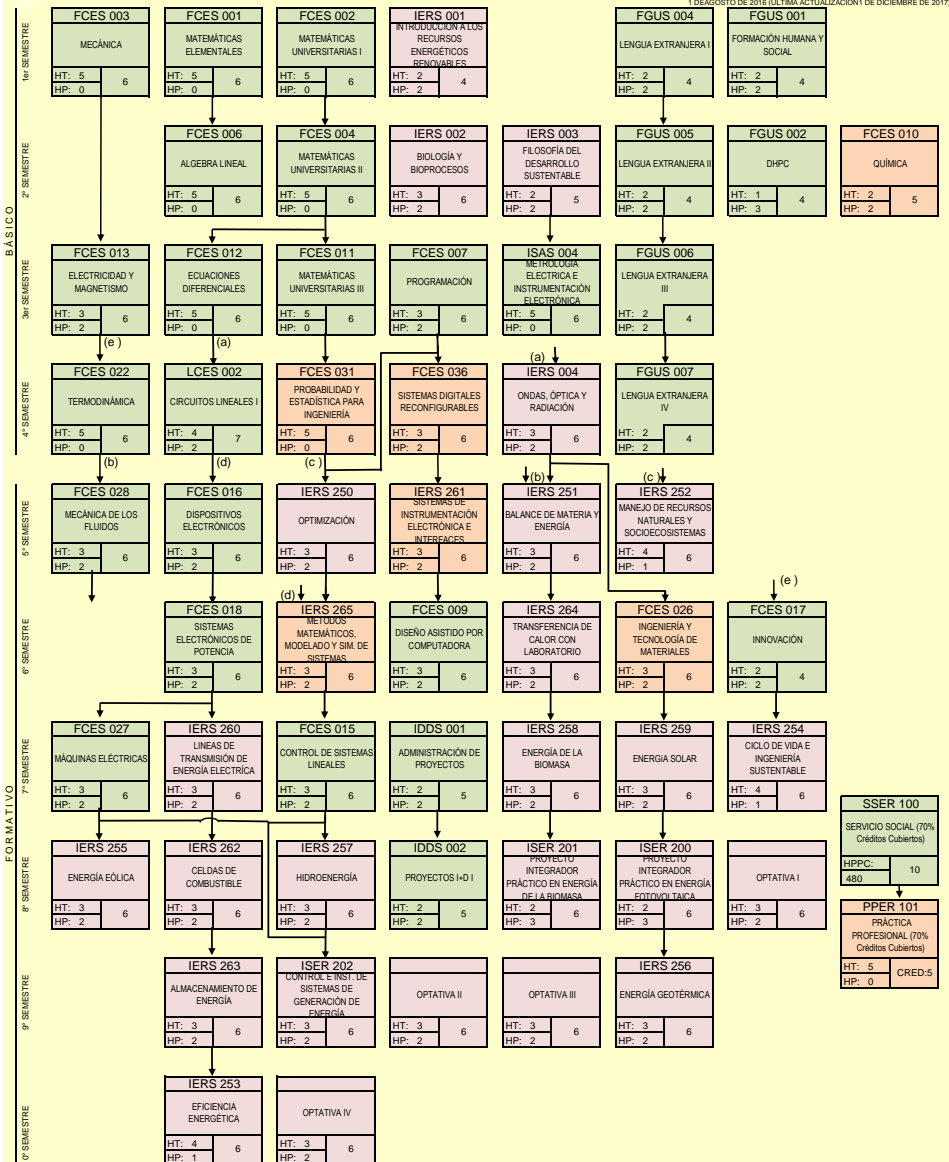 1 DEAGOSTO DE 2016 (ULTIMA ACTUALIZACION1 DE DICIEMBRE DE 2017)
BÁSICO
1er SEMESTRE
FCES 003
MECÁNICA
HT: 5
HP: 0
6
FCES 001
MATEMÁTICAS
ELEMENTALES
HT: 5
HP: 0
6
FCES 002
MATEMÁTICAS
UNIVERSITARIAS I
HT: 5
HP: 0
6
IERS 001
INTRODUCCIÓN A LOS
RECURSOS
ENERGÉTICOS
RENOVABLES
HT: 2
HP: 2
4
FGUS 004
LENGUA EXTRANJERA I
HT: 2
HP: 2
4
FGUS 001
FORMACIÓN HUMANA Y
SOCIAL
HT: 2
HP: 2
4
2° SEMESTRE
FCES 006
ALGEBRA LINEAL
HT: 5
HP: 0
6
FCES 004
MATEMÁTICAS
UNIVERSITARIAS II
HT: 5
HP: 0
6
IERS 002
BIOLOGÍA Y
BIOPROCESOS
HT: 3
HP: 2
6
IERS 003
FILOSOFÍA DEL
DESARROLLO
SUSTENTABLE
HT: 2
HP: 2
5
FGUS 005
LENGUA EXTRANJERA II
HT: 2
HP: 2
4
FGUS 002
DHPC
HT: 1
HP: 3
4
FCES 010
QUÍMICA
HT: 2
HP: 2
5
3er SEMESTRE
FCES 013
ELECTRICIDAD Y
MAGNETISMO
HT: 3
HP: 2
6
(e )
FCES 012
ECUACIONES
DIFERENCIALES
HT: 5
HP: 0
6
(a)
FCES 011
MATEMÁTICAS
UNIVERSITARIAS III
HT: 5
HP: 0
6
FCES 007
PROGRAMACIÓN
HT: 3
HP: 2
6
ISAS 004
METROLOGÍA
ELECTRICA E
INSTRUMENTACIÓN
ELECTRÓNICA
HT: 5
HP: 0
6
FGUS 006
LENGUA EXTRANJERA
III
HT: 2
HP: 2
4
(a)
4° SEMESTRE
FCES 022
TERMODINÁMICA
HT: 5
HP: 0
6
(b)
LCES 002
CIRCUITOS LINEALES I
HT: 4
HP: 2
7
(d)
FCES 031
PROBABILIDAD Y
ESTADÍSTICA PARA
INGENIERÍA
HT: 5
HP: 0
6
(c )
FCES 036
SISTEMAS DIGITALES
RECONFIGURABLES
HT: 3
HP: 2
6
IERS 004
ONDAS, ÓPTICA Y
RADIACIÓN
HT: 3
HP: 2
6
FGUS 007
LENGUA EXTRANJERA
IV
HT: 2
HP: 2
4
(b)
(c )
FORMATIVO
5° SEMESTRE
FCES 028
MECÁNICA DE LOS
FLUIDOS
HT: 3
HP: 2
6
FCES 016
DISPOSITIVOS
ELECTRÓNICOS
HT: 3
HP: 2
6
IERS 250
OPTIMIZACIÓN
HT: 3
HP: 2
6
IERS 261
SISTEMAS DE
INSTRUMENTACIÓN
ELECTRÓNICA E
INTERFACES
HT: 3
HP: 2
6
IERS 251
BALANCE DE MATERIA Y
ENERGÍA
HT: 3
HP: 2
6
IERS 252
MANEJO DE RECURSOS
NATURALES Y
SOCIOECOSISTEMAS
HT: 4
HP: 1
6
(d)
(e )
6° SEMESTRE
FCES 018
SISTEMAS
ELECTRÓNICOS DE
POTENCIA
HT: 3
HP: 2
6
IERS 265
METODOS
MATEMÁTICOS,
MODELADO Y SIM. DE
SISTEMAS
HT: 3
HP: 2
6
FCES 009
DISEÑO ASISTIDO POR
COMPUTADORA
HT: 3
HP: 2
6
IERS 264
TRANSFERENCIA DE
CALOR CON
LABORATORIO
HT: 3
HP: 2
6
FCES 026
INGENIERÍA Y
TECNOLOGÍA DE
MATERIALES
HT: 3
HP: 2
6
FCES 017
INNOVACIÓN
HT: 2
HP: 2
4
7° SEMESTRE
FCES 027
MÁQUINAS ELÉCTRICAS
HT: 3
HP: 2
6
IERS 260
LINEAS DE
TRANSMISIÓN DE
ENERGÍA ELECTRÍCA
HT: 3
HP: 2
6
FCES 015
CONTROL DE SISTEMAS
LINEALES
HT: 3
HP: 2
6
IDDS 001
ADMINISTRACIÓN DE
PROYECTOS
HT: 2
HP: 2
5
IERS 258
ENERGÍA DE LA
BIOMASA
HT: 3
HP: 2
6
IERS 259
ENERGIA SOLAR
HT: 3
HP: 2
6
IERS 254
CICLO DE VIDA E
INGENIERÍA
SUSTENTABLE
HT: 4
HP: 1
6
SSER 100
SERVICIO SOCIAL (70%
Créditos Cubiertos)
HPPC:
480
10
8° SEMESTRE
IERS 255
ENERGÍA EÓLICA
HT: 3
HP: 2
6
IERS 262
CELDAS DE
COMBUSTIBLE
HT: 3
HP: 2
6
IERS 257
HIDROENERGÍA
HT: 3
HP: 2
6
IDDS 002
PROYECTOS I+D I
HT: 2
HP: 2
5
ISER 201
PROYECTO
INTEGRADOR
PRÁCTICO EN ENERGÍA
DE LA BIOMASA
HT: 2
HP: 3
6
ISER 200
PROYECTO
INTEGRADOR
PRÁCTICO EN ENERGÍA
FOTOVOLTAICA
HT: 2
HP: 3
6
OPTATIVA I
HT: 3
HP: 2
6
PPER 101
PRÁCTICA
PROFESIONAL (70%
Créditos Cubiertos)
HT: 5
HP: 0
CRED:5
9° SEMESTRE
IERS 263
ALMACENAMIENTO DE
ENERGÍA
HT: 3
HP: 2
6
ISER 202
CONTROL E INST. DE
SISTEMAS DE
GENERACIÓN DE
ENERGÍA
HT: 3
HP: 2
6
OPTATIVA II
HT: 3
HP: 2
6
OPTATIVA III
HT: 3
HP: 2
6
IERS 256
ENERGÍA GEOTÉRMICA
HT: 3
HP: 2
6
0° SEMESTRE
IERS 253
EFICIENCIA
ENERGÉTICA
HT: 4
HP: 1
6
OPTATIVA IV
HT: 3
HP: 2
6